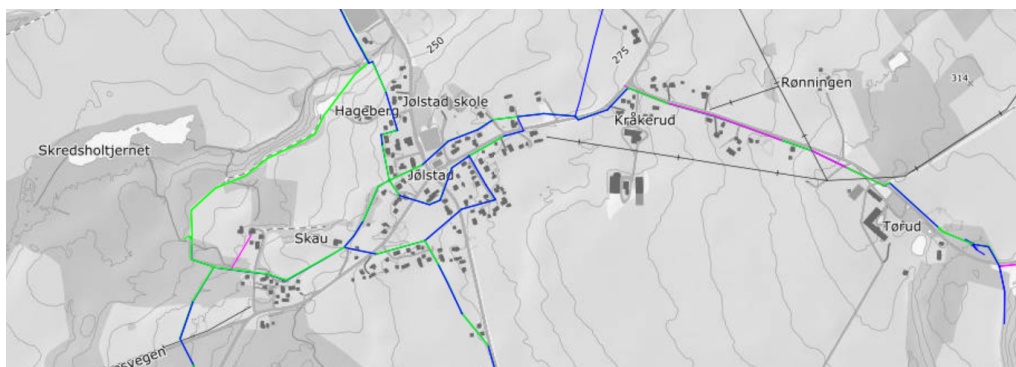 250
275
Rønningen
314
Jølstad skole
Hageberg
Kråkerud
Skredsholtjernet
Jølstad
Skau
Tørud
svegen